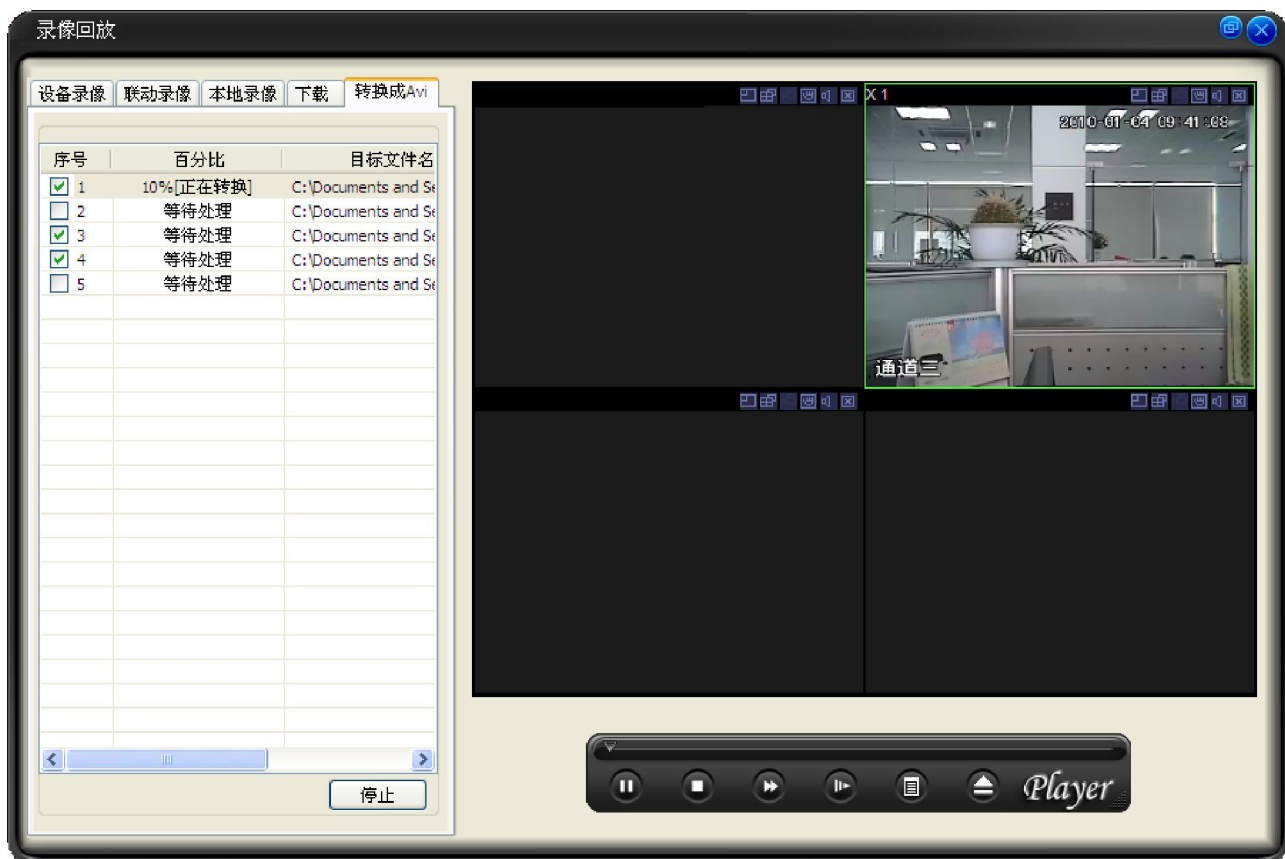 录像回放
设备录像 联动录像 本地录像 下载 转换成Avi
序号 百分比 目标文件名
1 10%[正在转换] C:\Documents and Se
2 等待处理 C:\Documents and Se
3 等待处理 C:\Documents and Se
4 等待处理 C:\Documents and Se
5 等待处理 C:\Documents and Se
停止
X 1
2010-01-04 09:41:08
通道三
Player